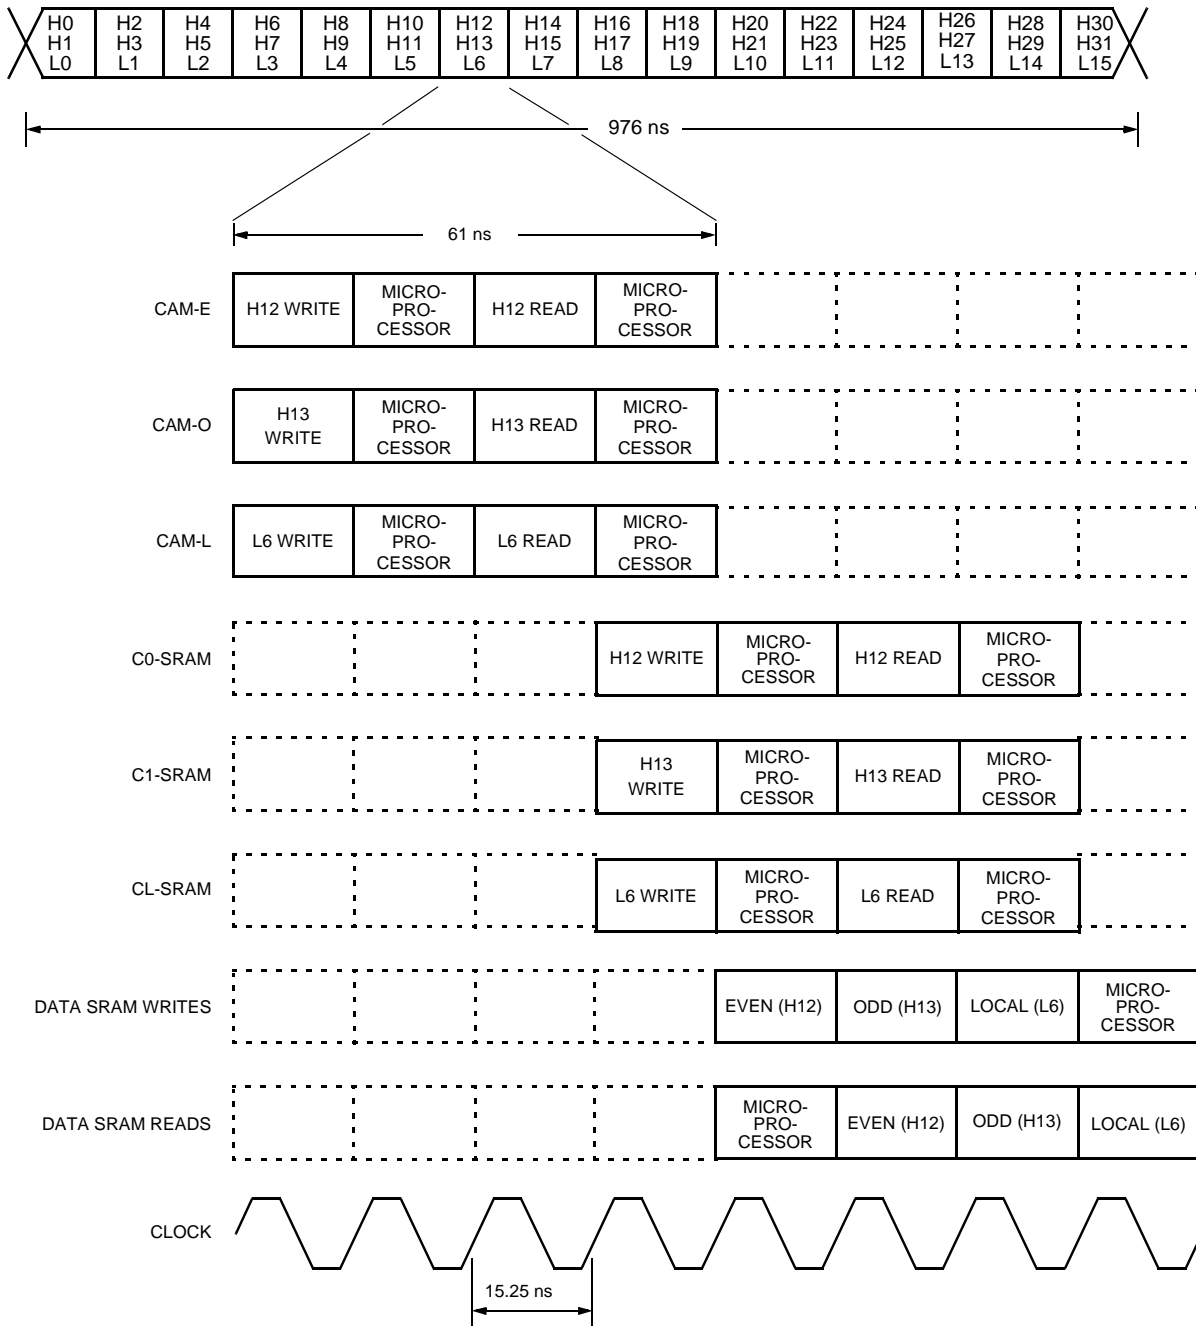 H0 H2 H4 H6 H8 H10 H12 H14 H16 H18 H20 H22 H24 H26 H28 H30
H1 H3 H5 H7 H9 H11 H13 H15 H17 H19 H21 H23 H25 H27 H29 H31
L0 L1 L2 L3 L4 L5 L6 L7 L8 L9 L10 L11 L12 L13 L14 L15
976 ns
61 ns
CAM-E
H12 WRITE
MICRO-
PRO-
CESSOR
H12 READ
MICRO-
PRO-
CESSOR
CAM-O
H13
WRITE
MICRO-
PRO-
CESSOR
H13 READ
MICRO-
PRO-
CESSOR
CAM-L
L6 WRITE
MICRO-
PRO-
CESSOR
L6 READ
MICRO-
PRO-
CESSOR
C0-SRAM
H12 WRITE
MICRO-
PRO-
CESSOR
H12 READ
MICRO-
PRO-
CESSOR
C1-SRAM
H13
WRITE
MICRO-
PRO-
CESSOR
H13 READ
MICRO-
PRO-
CESSOR
CL-SRAM
L6 WRITE
MICRO-
PRO-
CESSOR
L6 READ
MICRO-
PRO-
CESSOR
DATA SRAM WRITES
EVEN (H12)
ODD (H13)
LOCAL (L6)
MICRO-
PRO-
CESSOR
DATA SRAM READS
MICRO-
PRO-
CESSOR
EVEN (H12)
ODD (H13)
LOCAL (L6)
CLOCK
15.25 ns